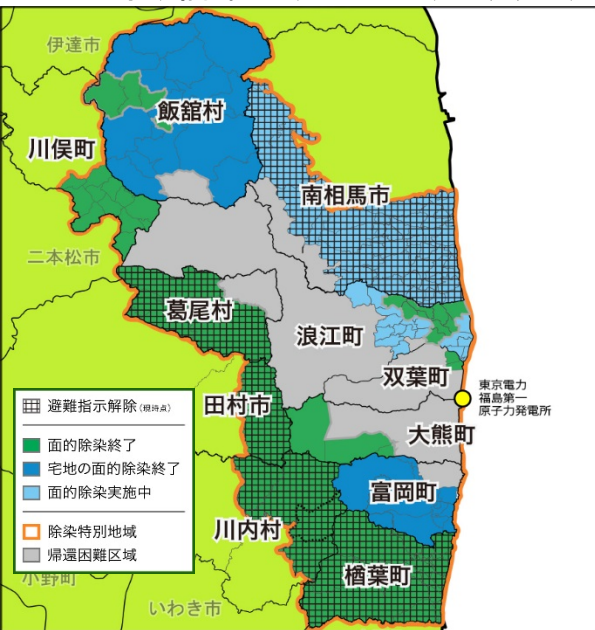 伊達市
飯舘村
川俣町
南相馬市
二本松市
葛尾村
浪江町
双葉町
東京電力
福島第一
原子力発電所
田村市
大熊町
避難指示解除(現時点)
面的除染終了
宅地の面的除染終了
面的除染実施中
除染特別地域
帰還困難区域
富岡町
川内村
楢葉町
小野町
いわき市